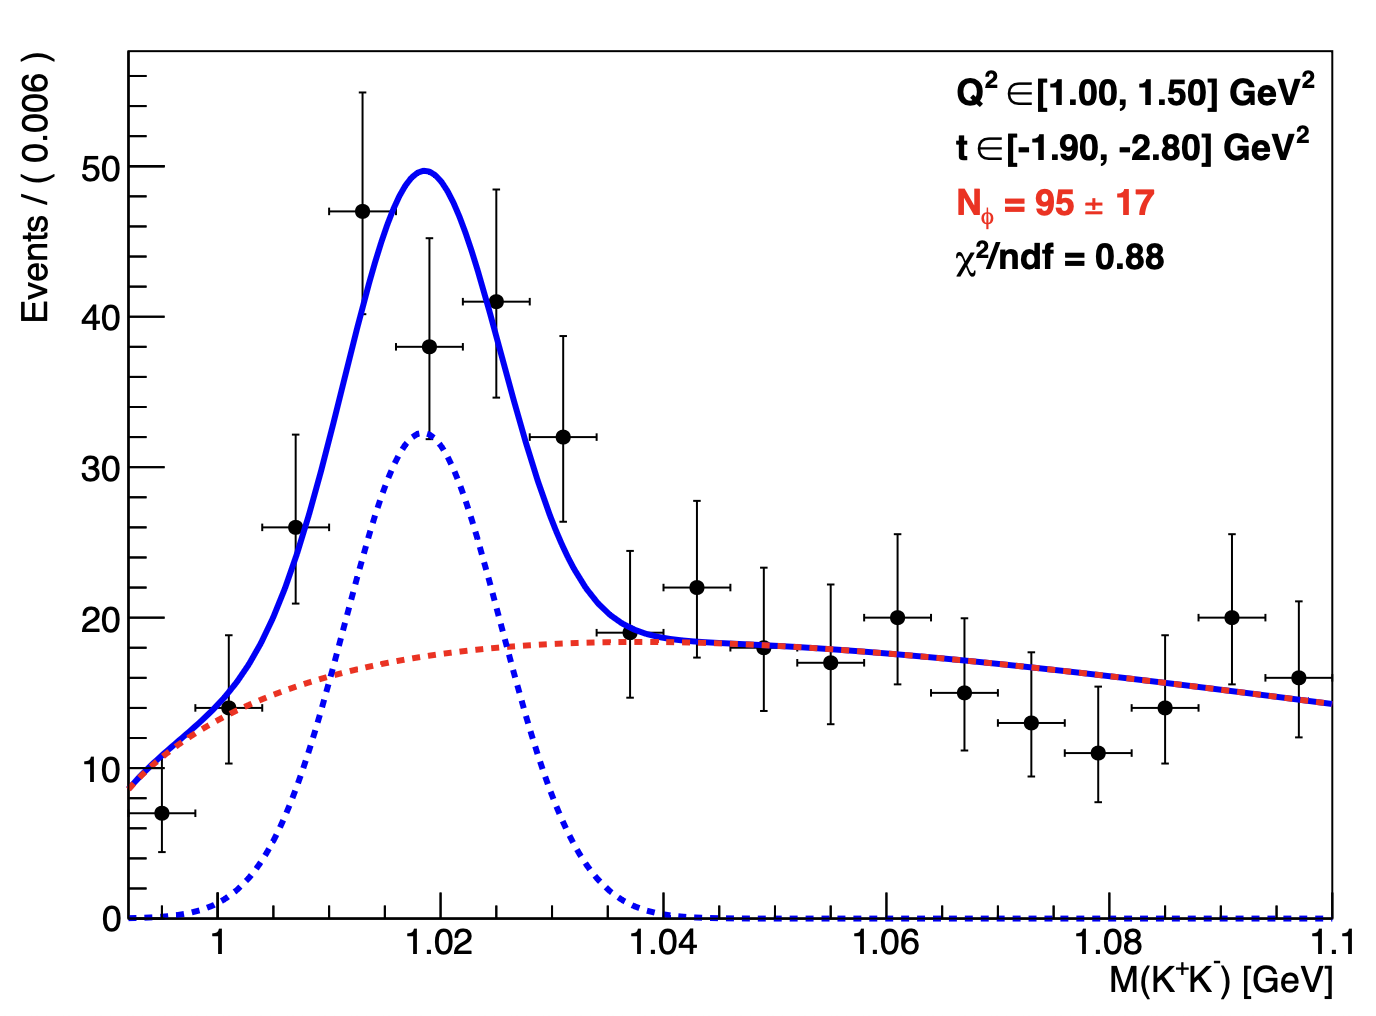 Events / ( 0.006 )
50
40
30
20
10
0
Q² ∈[1.00, 1.50] GeV²
t ∈[-1.90, -2.80] GeV²
N_ϕ = 95 ± 17
χ²/ndf = 0.88
1 1.02 1.04 1.06 1.08 1.1
M(K⁺K⁻) [GeV]